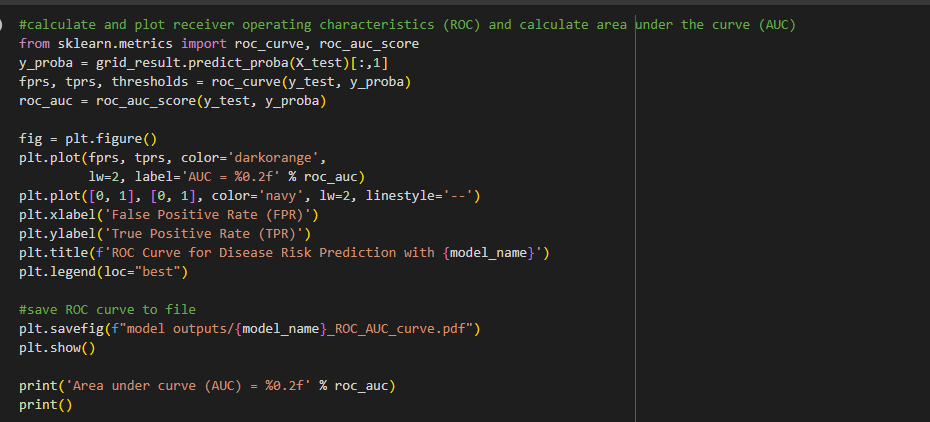 #calculate and plot receiver operating characteristics (ROC) and calculate area under the curve (AUC)
from sklearn.metrics import roc_curve, roc_auc_score
y_proba = grid_result.predict_proba(X_test)[:,1]
fprs, tprs, thresholds = roc_curve(y_test, y_proba)
roc_auc = roc_auc_score(y_test, y_proba)

fig = plt.figure()
plt.plot(fprs, tprs, color='darkorange',
         lw=2, label='AUC = %0.2f' % roc_auc)
plt.plot([0, 1], [0, 1], color='navy', lw=2, linestyle='--')
plt.xlabel('False Positive Rate (FPR)')
plt.ylabel('True Positive Rate (TPR)')
plt.title(f'ROC Curve for Disease Risk Prediction with {model_name}')
plt.legend(loc="best")

#save ROC curve to file
plt.savefig(f"model outputs/{model_name}_ROC_AUC_curve.pdf")
plt.show()

print('Area under curve (AUC) = %0.2f' % roc_auc)
print()